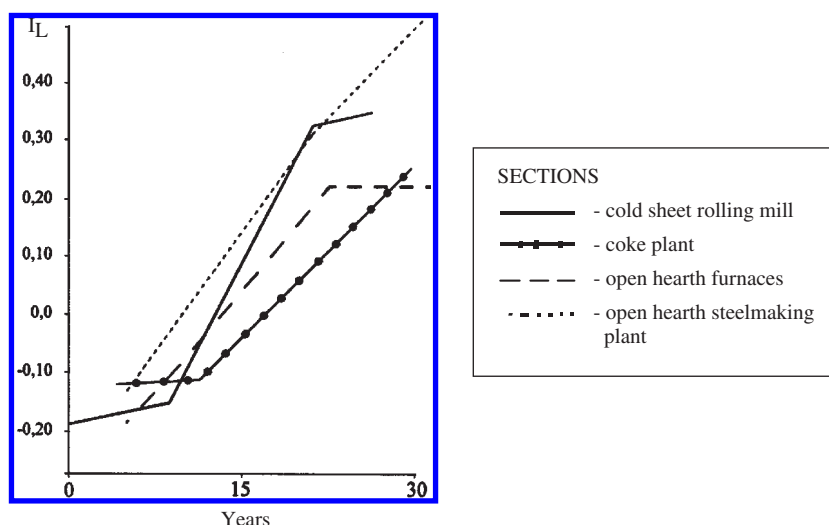 I_L
0,40
0,30
0,20
0,10
0,0
-0,10
-0,20
0
15
30
Years
SECTIONS
- cold sheet rolling mill
- coke plant
- open hearth furnaces
- open hearth steelmaking
plant